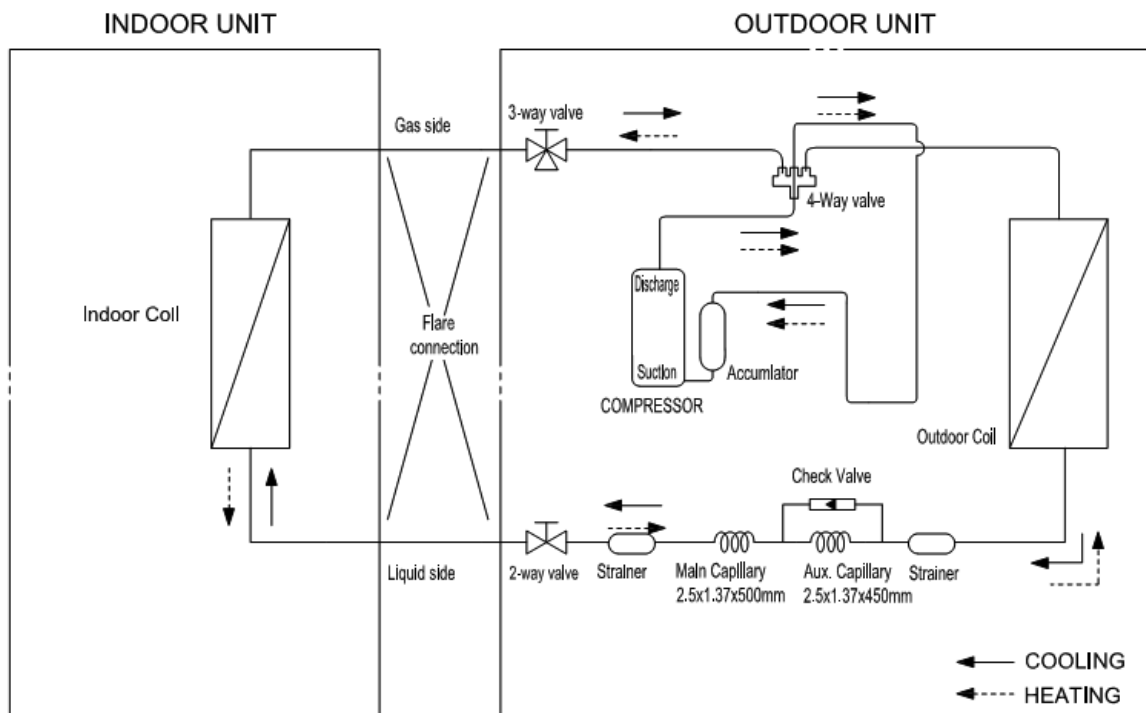 INDOOR UNIT
OUTDOOR UNIT
3-way valve
Gas side
4-Way valve
Discharge
Indoor Coil
Flare
connection
Suction
Accumlator
COMPRESSOR
Outdoor Coil
Check Valve
Liquid side
2-way valve
Strainer
Main Capillary
2.5x1.37x500mm
Aux. Capillary
2.5x1.37x450mm
Strainer
COOLING
HEATING